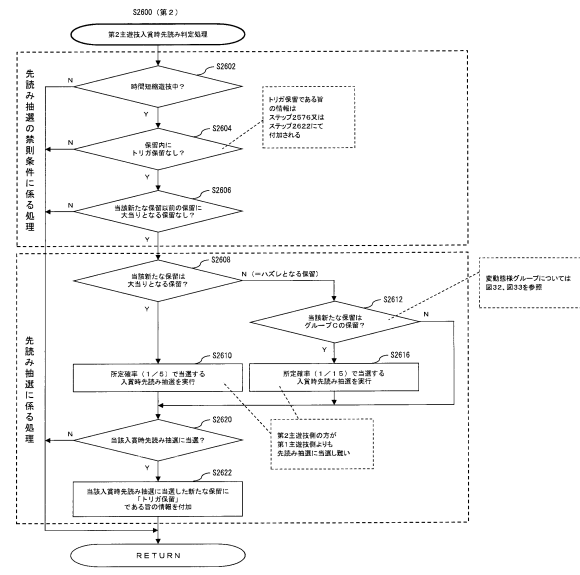 S2600（第２）
第２主遊技入賞時先読み判定処理
先読み抽選の禁則条件に係る処理
S2602
時間短縮遊技中？
N
Y
トリガ保留である旨
の情報は
ステップ2576又は
ステップ2622にて
付加される
S2604
保留内に
トリガ保留なし？
N
Y
S2606
当該新たな保留以前の保留に
大当りとなる保留なし？
N
Y
先読み抽選に係る処理
S2608
当該新たな保留は
大当りとなる保留？
N（＝ハズレとなる保留）
Y
変動態様グループについては
図32、図33を参照
S2612
当該新たな保留は
グループCの保留？
N
Y
S2610
所定確率（１／５）で当選する
入賞時先読み抽選を実行
S2616
所定確率（１／１５）で当選する
入賞時先読み抽選を実行
第２主遊技側の方が
第１主遊技側よりも
先読み抽選に当選し難い
S2620
当該入賞時先読み抽選に当選？
N
Y
S2622
当該入賞時先読み抽選に当選した新たな保留に
「トリガ保留」
である旨の情報を付加
ＲＥＴＵＲＮ